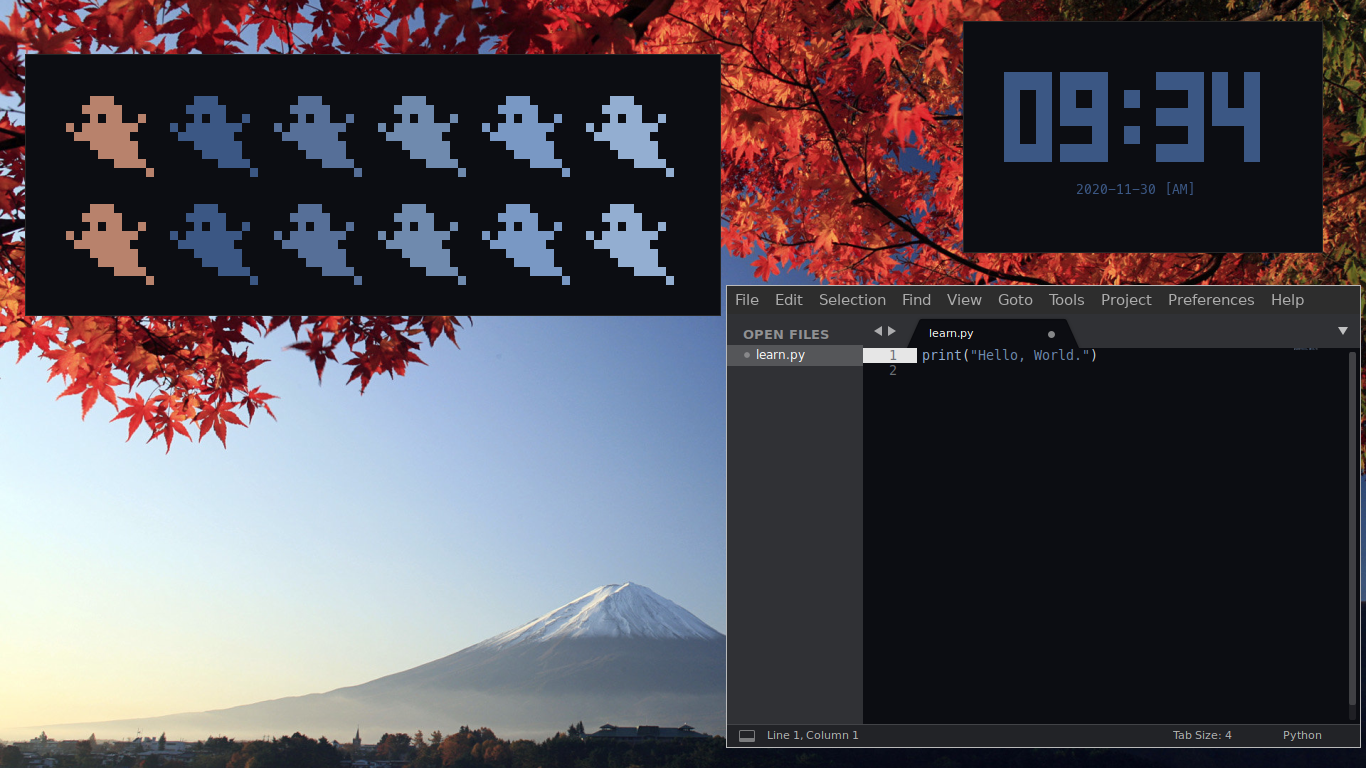 09:34
2020-11-30 [AM]
File Edit Selection Find View Goto Tools Project Preferences Help
OPEN FILES
learn.py
learn.py
1 print("Hello, World.")
2
Line 1, Column 1 Tab Size: 4 Python